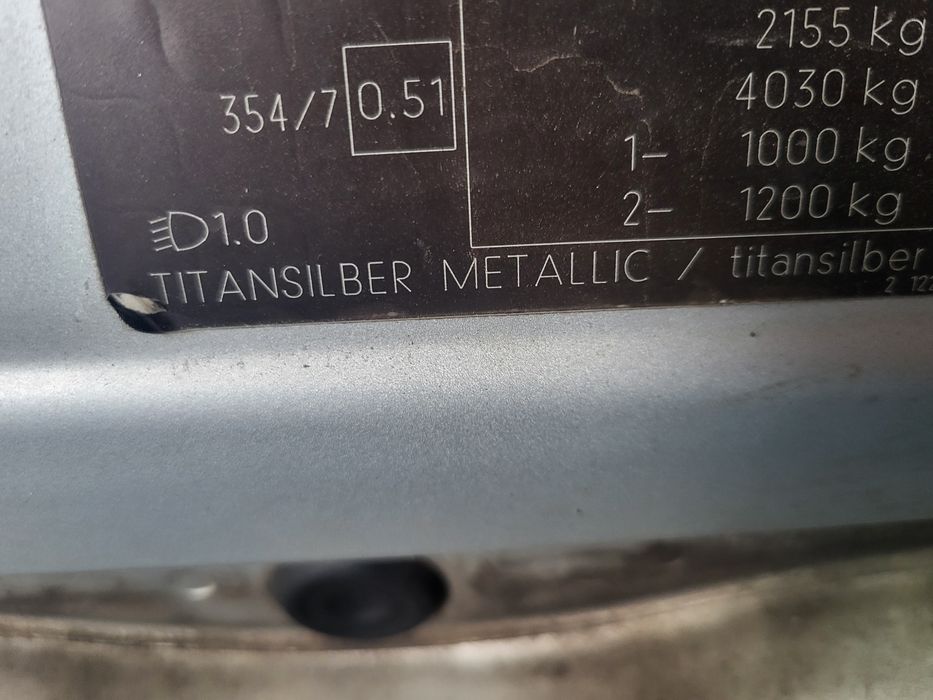 2155 kg
4030 kg
354/7 0.51
1– 1000 kg
2– 1200 kg
1.0
TITANSILBER METALLIC / titansilber
2